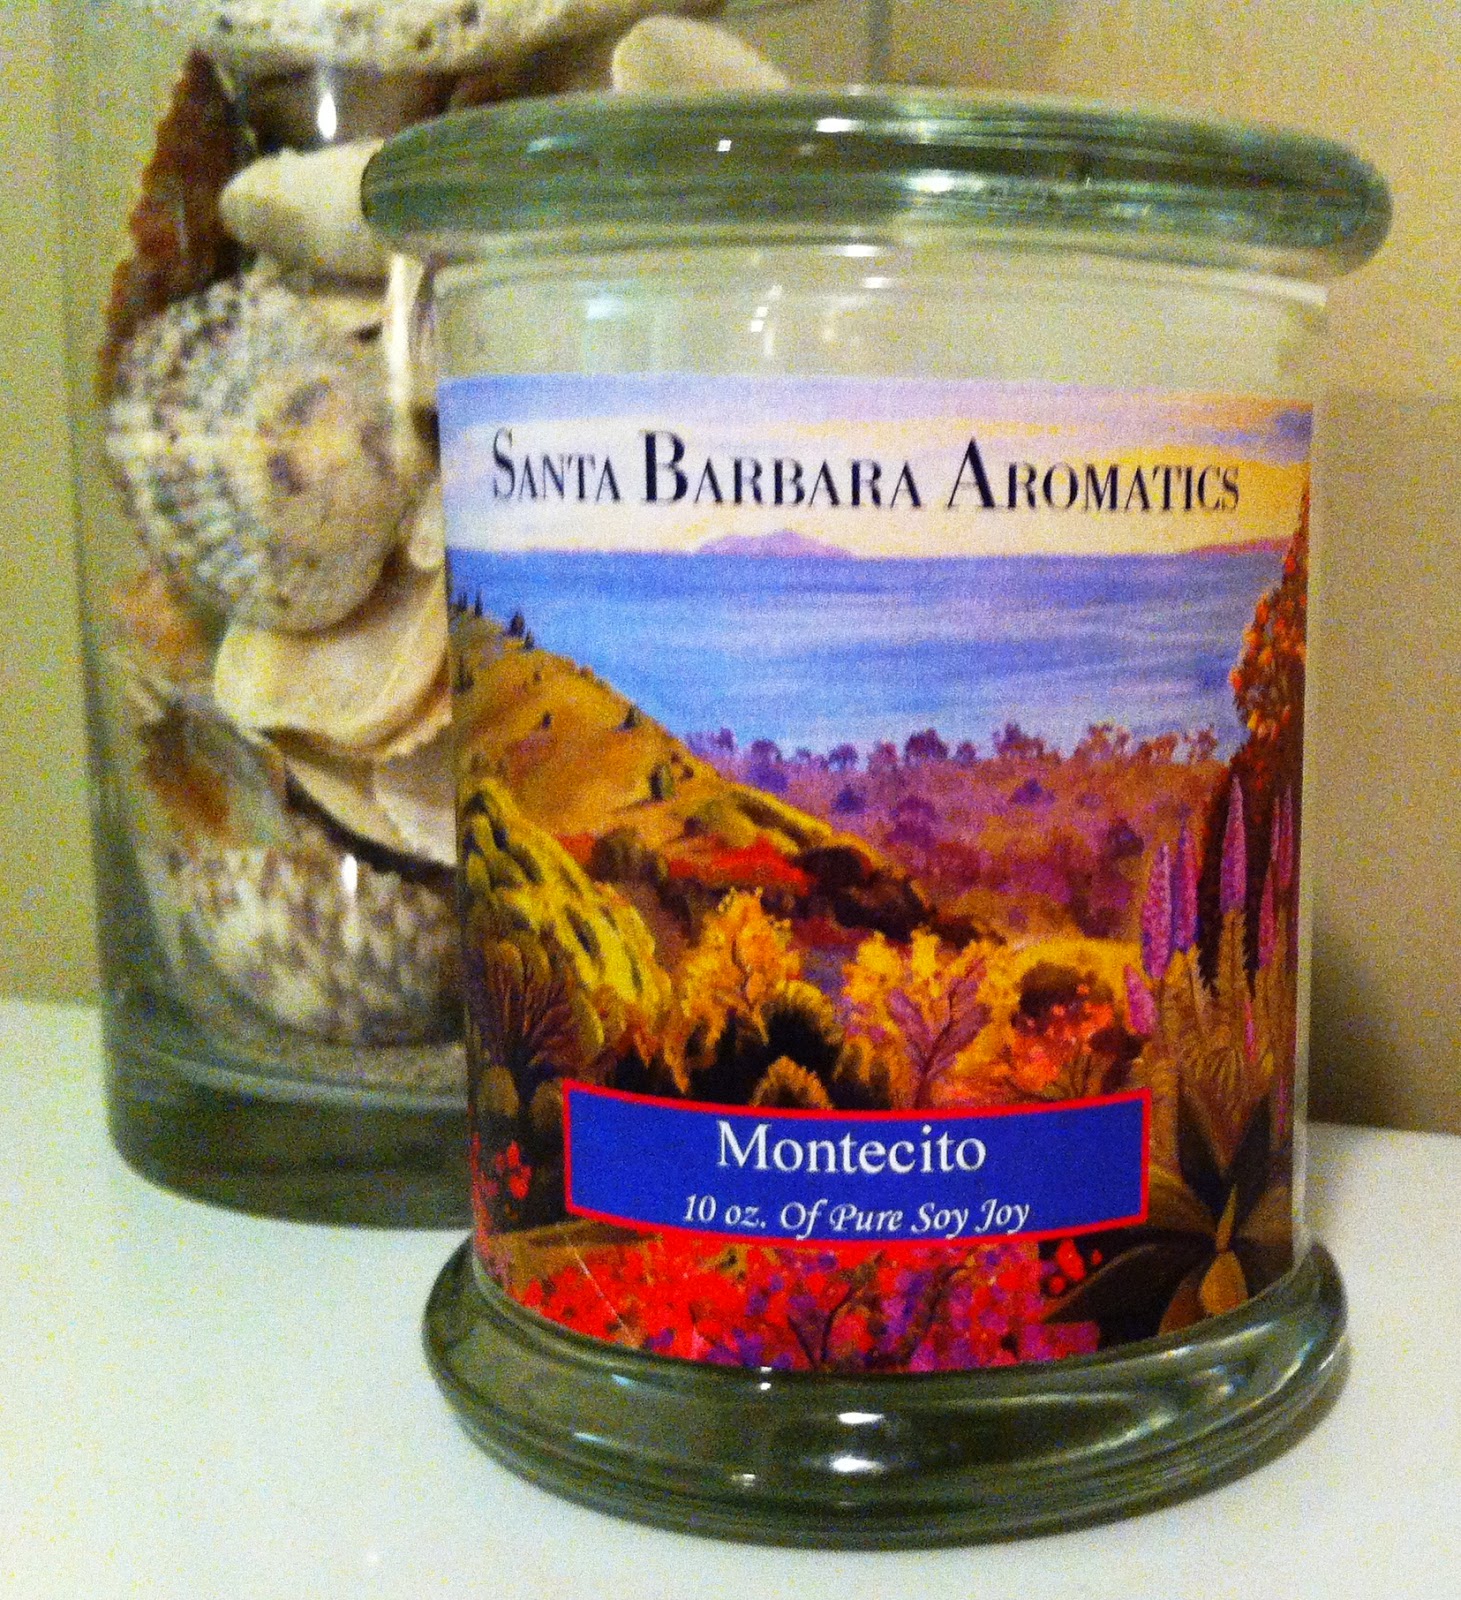 Santa Barbara Aromatics
Montecito
10 oz. Of Pure Soy Joy